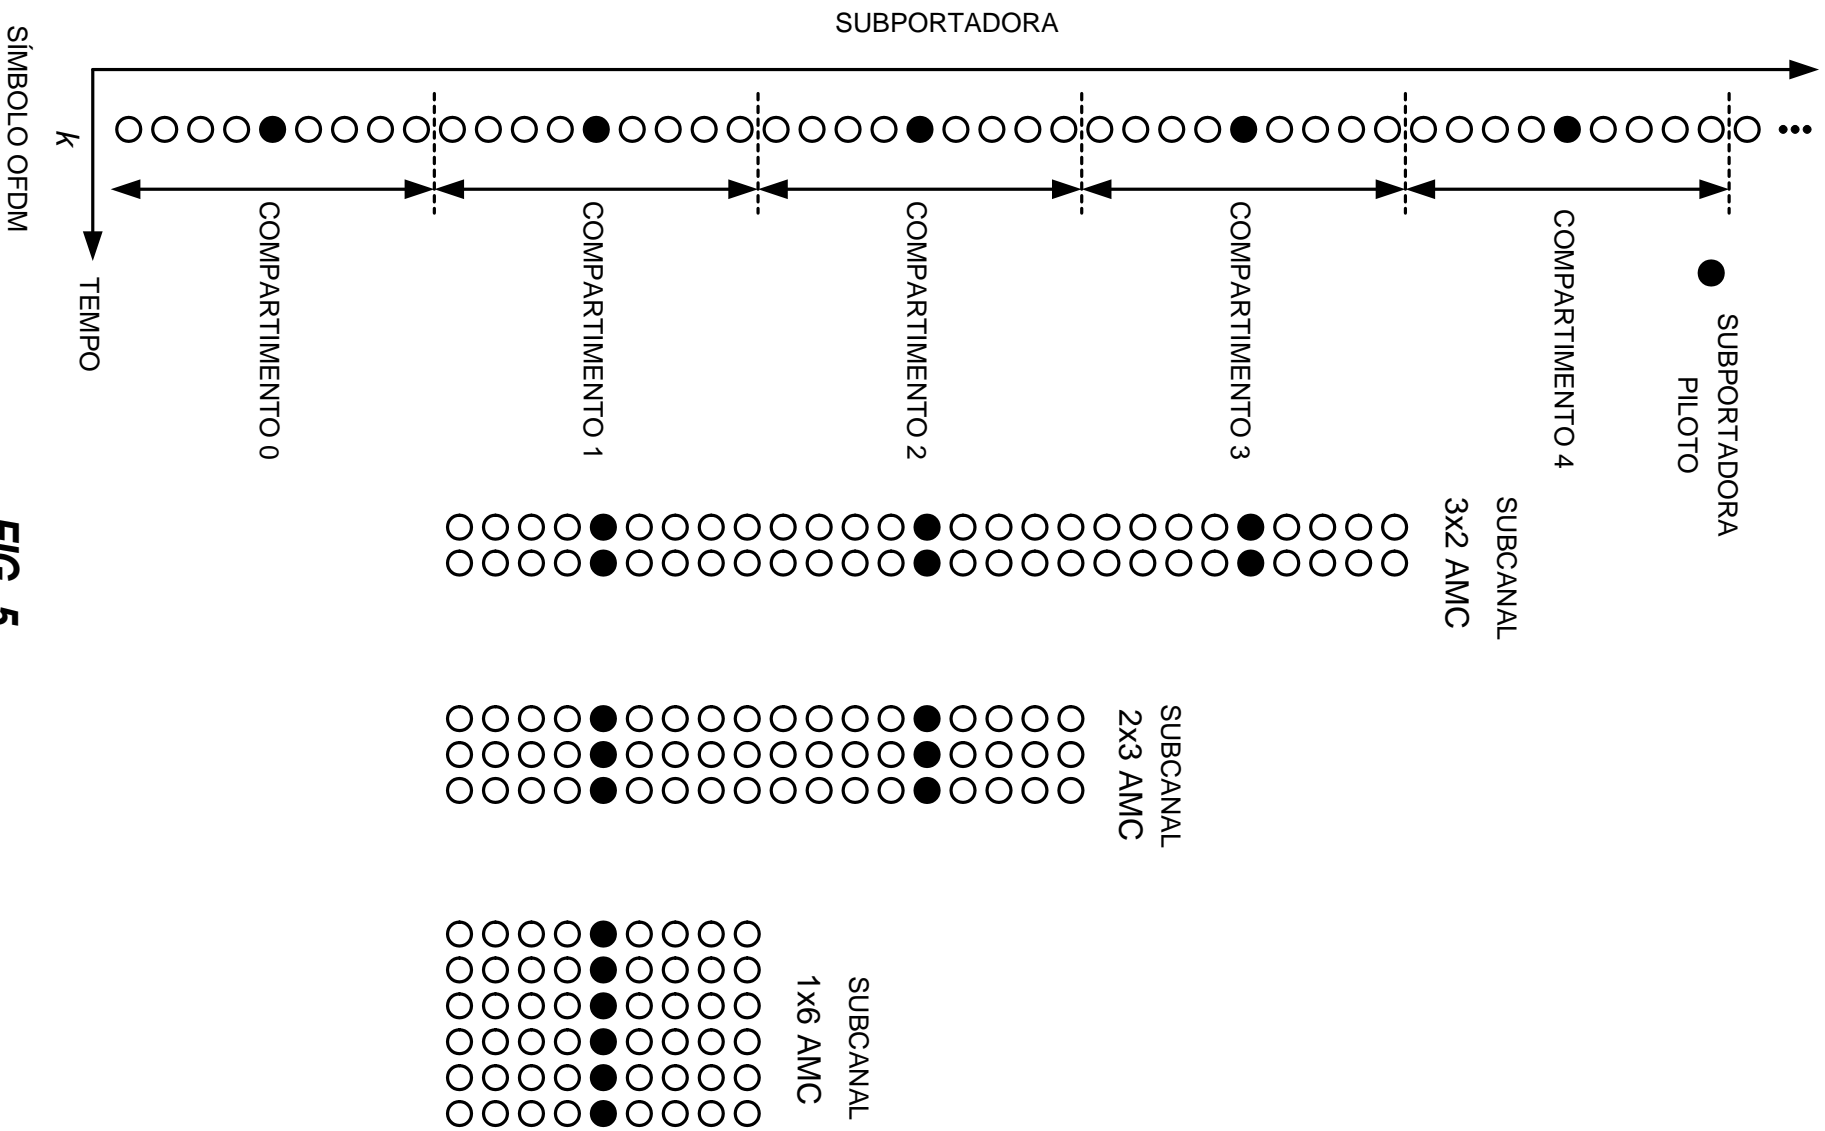 SUBPORTADORA
SÍMBOLO OFDM
k
TEMPO
COMPARTIMENTO 0
COMPARTIMENTO 1
COMPARTIMENTO 2
COMPARTIMENTO 3
COMPARTIMENTO 4
SUBPORTADORA
PILOTO
SUBCANAL
3x2 AMC
SUBCANAL
2x3 AMC
SUBCANAL
1x6 AMC
FIG. 5